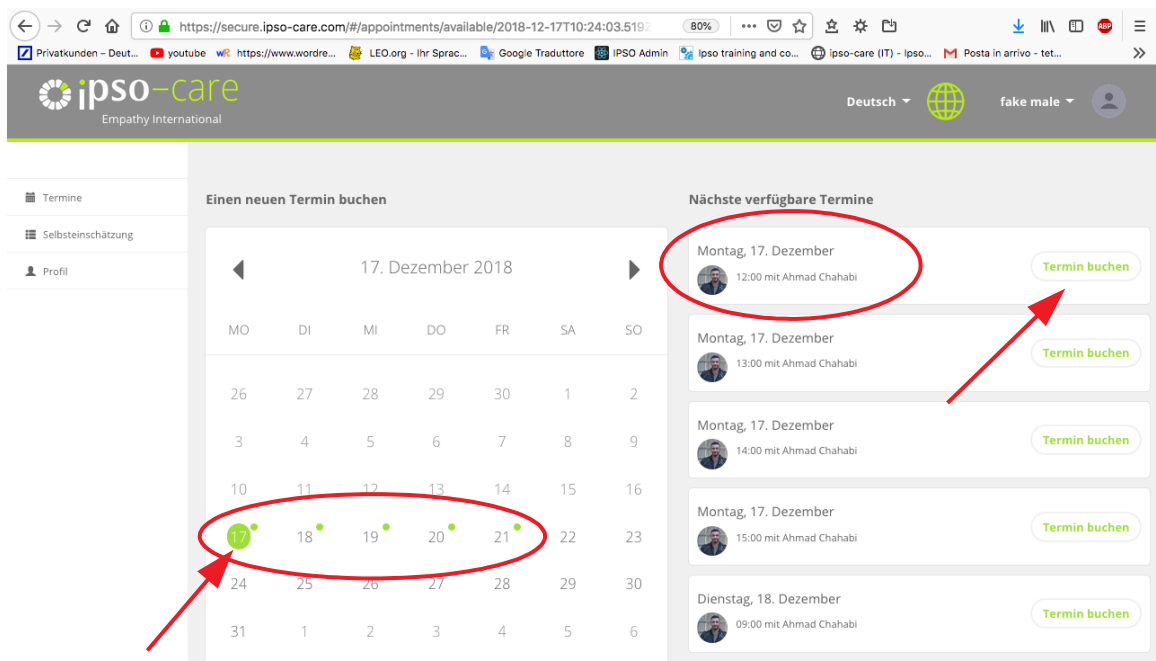 https://secure.ipso-care.com/#/appointments/available/2018-12-17T10:24:03.519
80%
ABP
Privatkunden – Deut...
youtube
wR https://www.wordre...
LEO.org - Ihr Sprac...
Google Traduttore
IPSO Admin
Ipso training and co...
ipso-care (IT) - Ipso...
Posta in arrivo - tet...
ipso-care
Empathy International
Deutsch
fake male
Termine
Selbsteinschätzung
Profil
Einen neuen Termin buchen
17. Dezember 2018
MO DI MI DO FR SA SO
26 27 28 29 30 1 2
3 4 5 6 7 8 9
10 11 12 13 14 15 16
17 18 19 20 21 22 23
24 25 26 27 28 29 30
31 1 2 3 4 5 6
Nächste verfügbare Termine
Montag, 17. Dezember
12:00 mit Ahmad Chahabi
Termin buchen
Montag, 17. Dezember
13:00 mit Ahmad Chahabi
Termin buchen
Montag, 17. Dezember
14:00 mit Ahmad Chahabi
Termin buchen
Montag, 17. Dezember
15:00 mit Ahmad Chahabi
Termin buchen
Dienstag, 18. Dezember
09:00 mit Ahmad Chahabi
Termin buchen